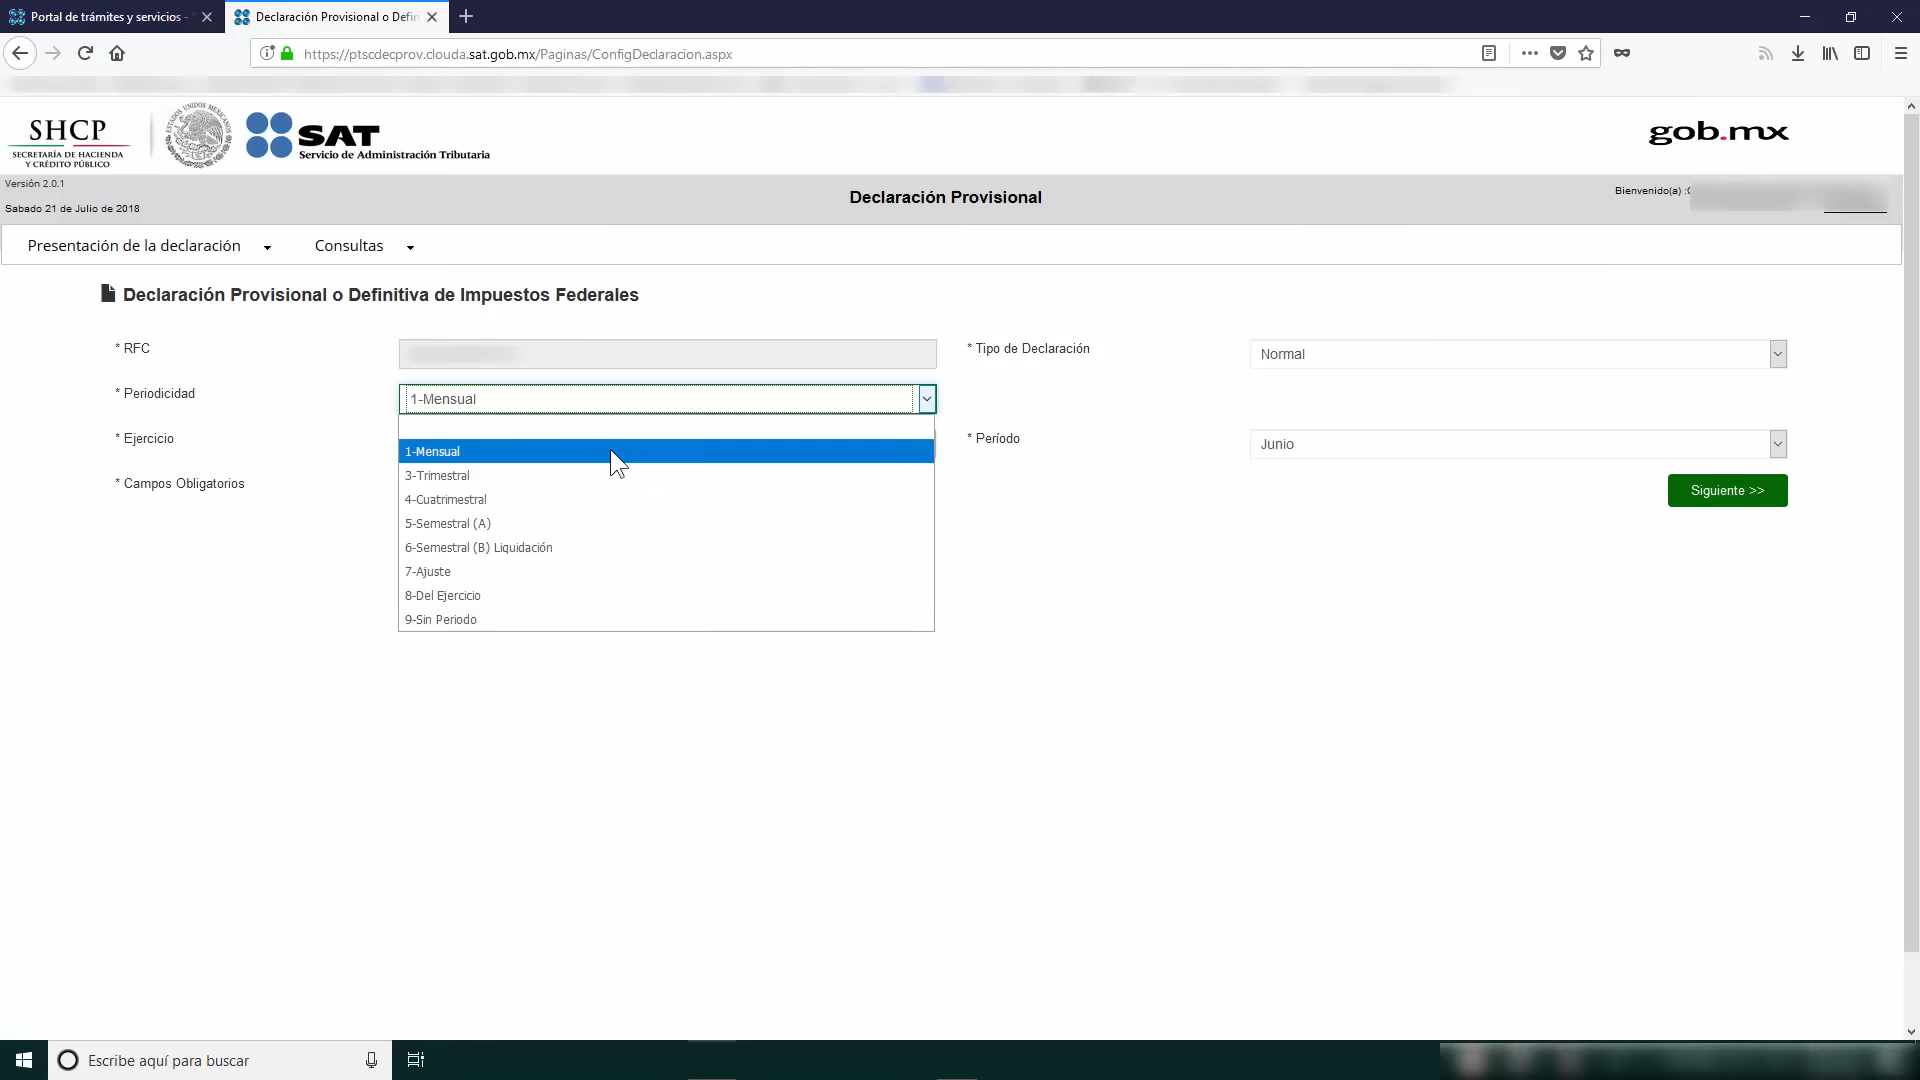 Portal de trámites y servicios -
Declaración Provisional o Defin
https://ptscdecprov.clouda.sat.gob.mx/Paginas/ConfigDeclaracion.aspx
SHCP
SECRETARÍA DE HACIENDA
Y CRÉDITO PÚBLICO
ESTADOS UNIDOS MEXICANOS
SAT
Servicio de Administración Tributaria
gob.mx
Versión 2.0.1
Sabado 21 de Julio de 2018
Declaración Provisional
Bienvenido(a) :
Presentación de la declaración
Consultas
Declaración Provisional o Definitiva de Impuestos Federales
* RFC
* Tipo de Declaración
Normal
* Periodicidad
1-Mensual
* Ejercicio
* Período
Junio
1-Mensual
3-Trimestral
4-Cuatrimestral
5-Semestral (A)
6-Semestral (B) Liquidación
7-Ajuste
8-Del Ejercicio
9-Sin Periodo
* Campos Obligatorios
Siguiente >>
Escribe aquí para buscar